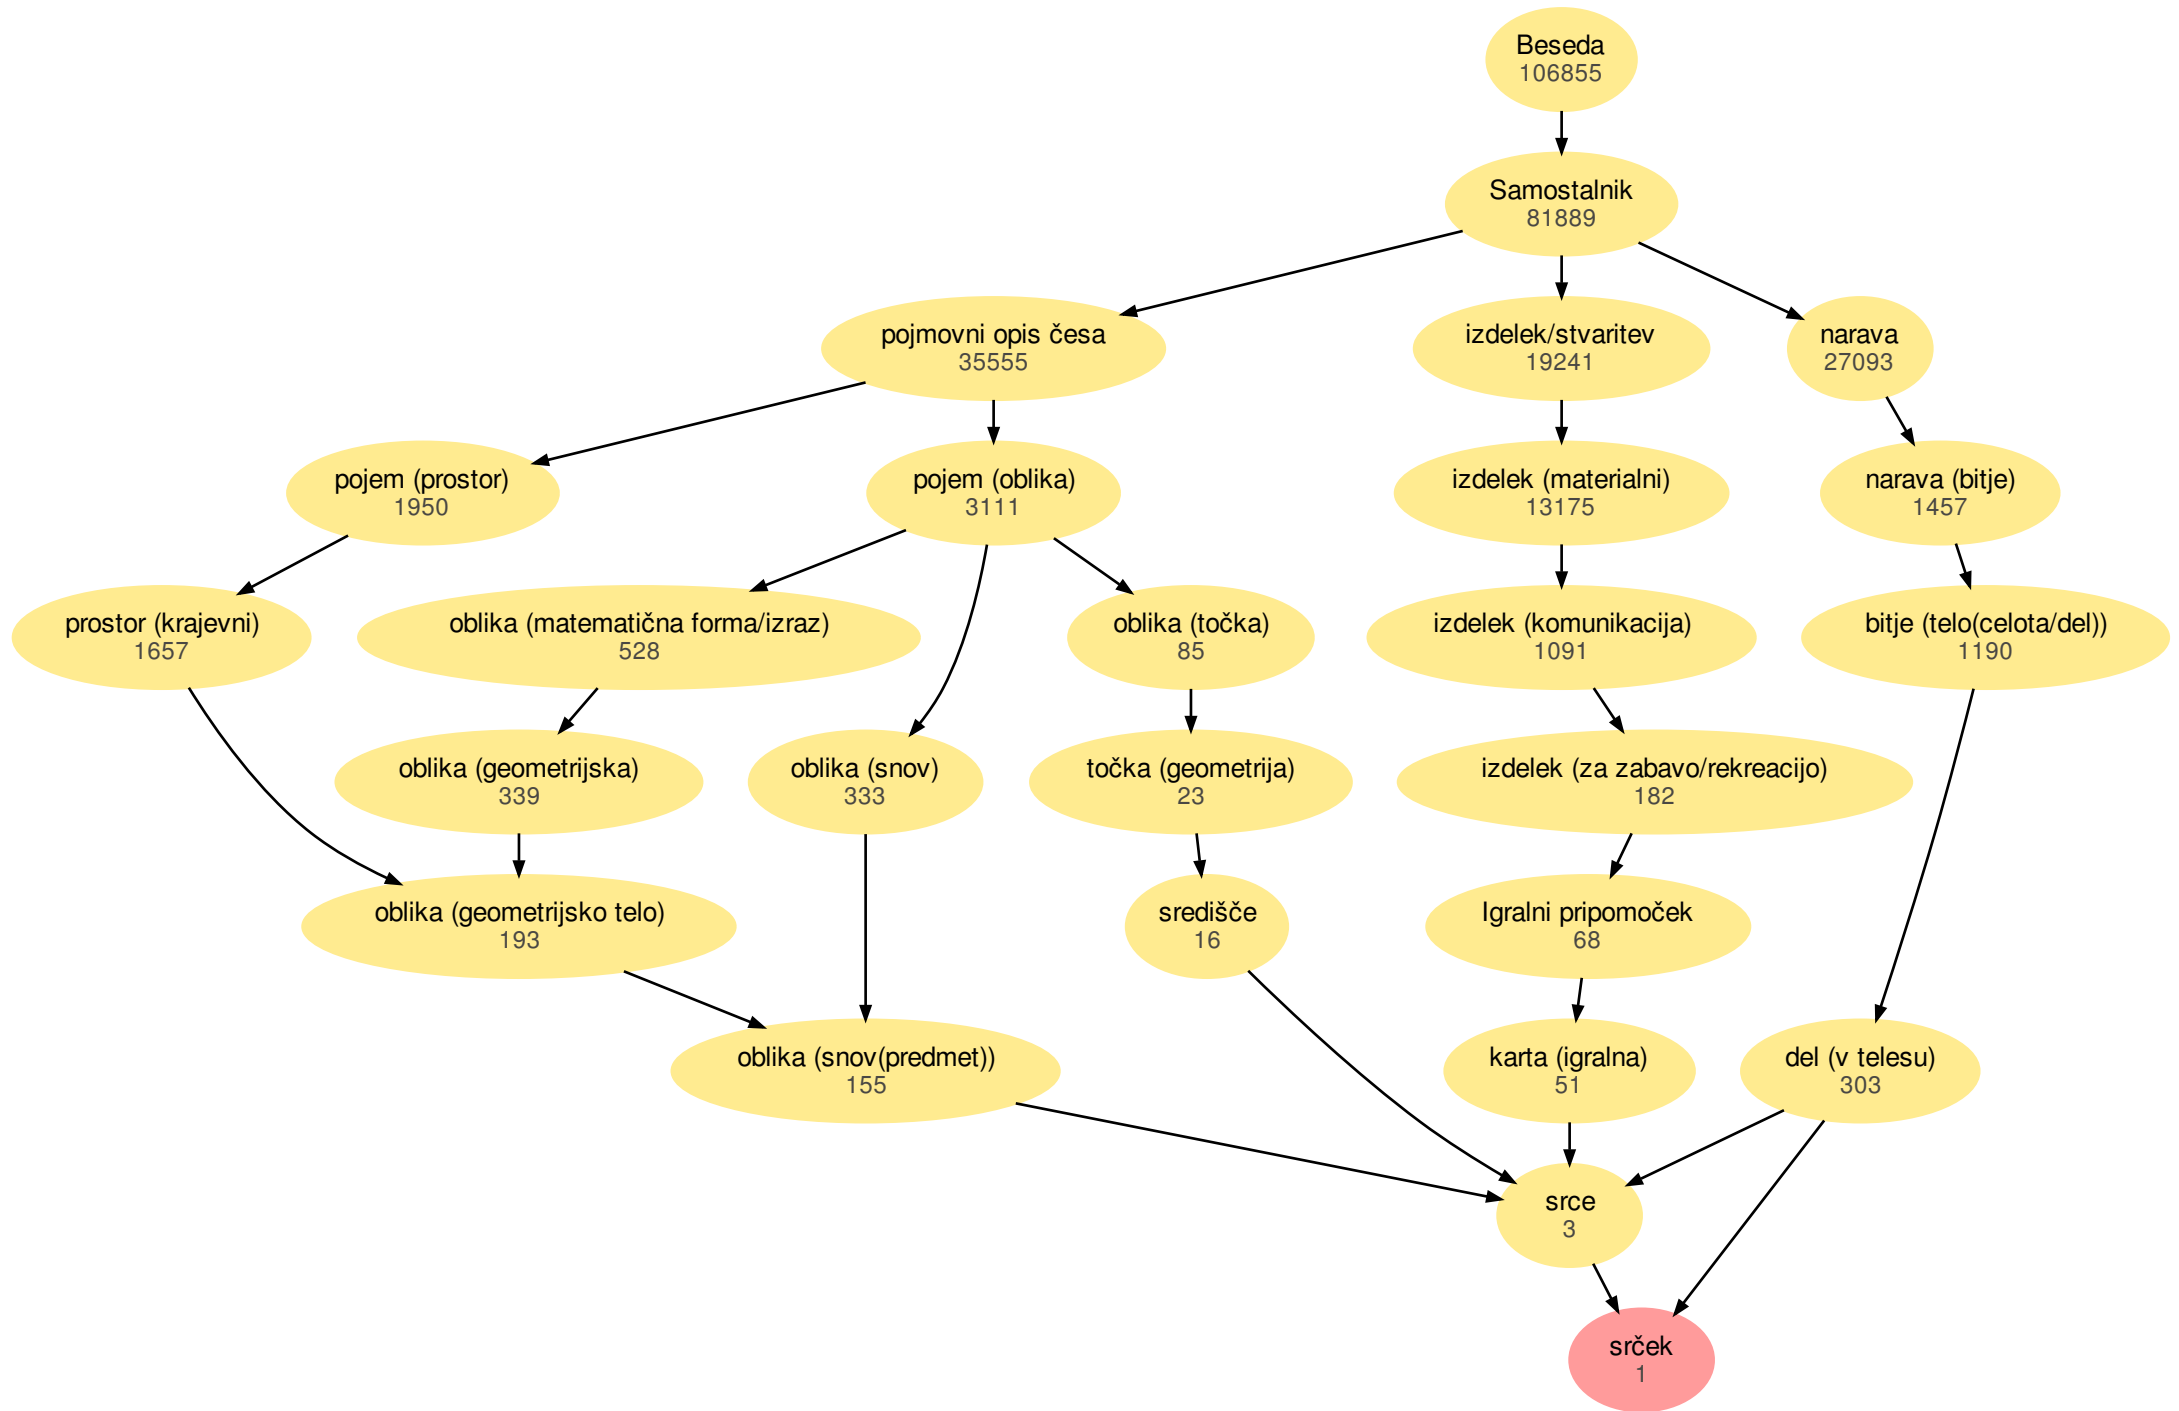 Beseda
106855
Samostalnik
81889
pojmovni opis česa
35555
izdelek/stvaritev
19241
narava
27093
pojem (prostor)
1950
pojem (oblika)
3111
izdelek (materialni)
13175
narava (bitje)
1457
prostor (krajevni)
1657
oblika (matematična forma/izraz)
528
oblika (točka)
85
izdelek (komunikacija)
1091
bitje (telo(celota/del))
1190
oblika (geometrijska)
339
oblika (snov)
333
točka (geometrija)
23
izdelek (za zabavo/rekreacijo)
182
oblika (geometrijsko telo)
193
središče
16
Igralni pripomoček
68
oblika (snov(predmet))
155
karta (igralna)
51
del (v telesu)
303
srce
3
srček
1